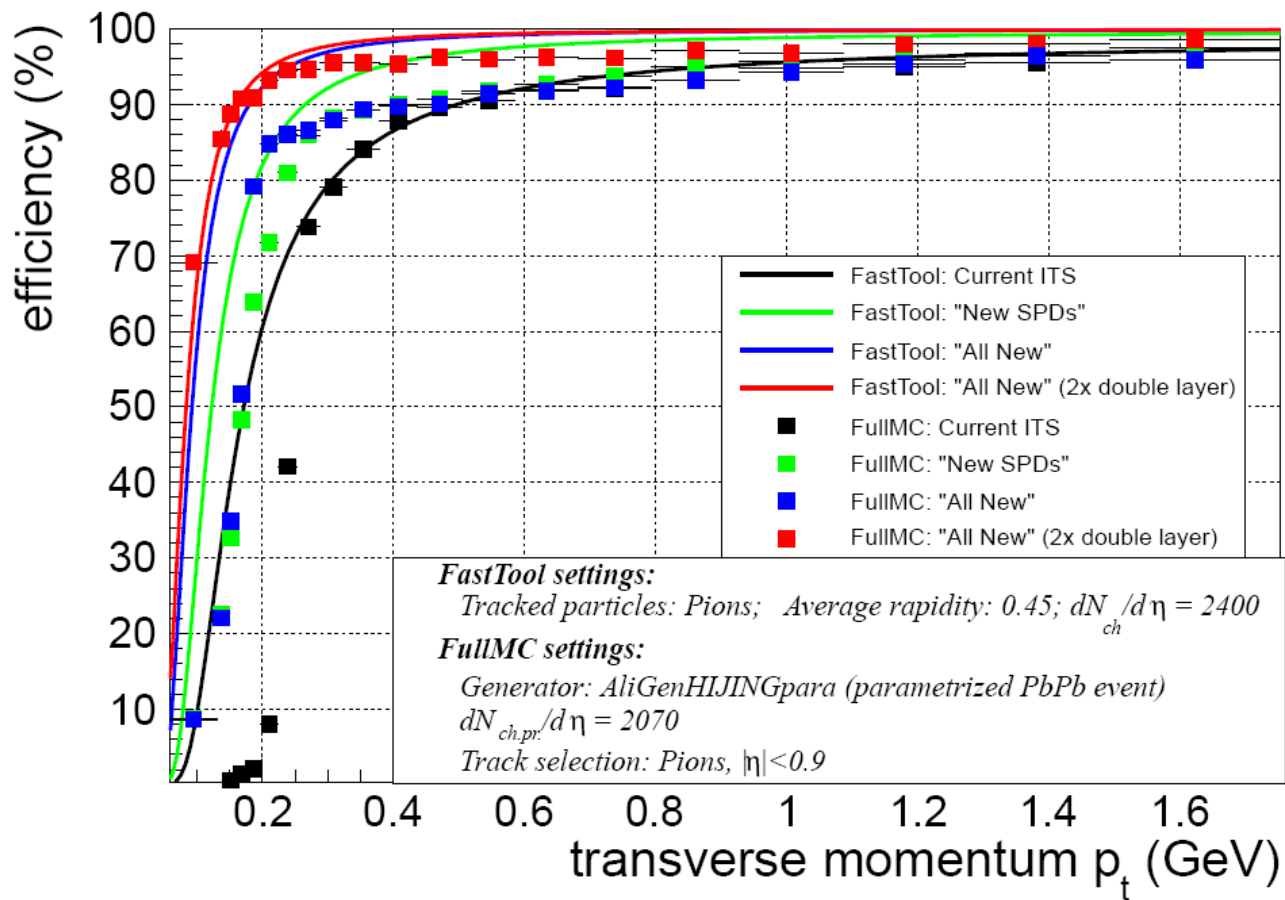 efficiency (%)
100
90
80
70
60
50
40
30
20
10
FastTool: Current ITS
FastTool: "New SPDs"
FastTool: "All New"
FastTool: "All New" (2x double layer)
FullMC: Current ITS
FullMC: "New SPDs"
FullMC: "All New"
FullMC: "All New" (2x double layer)
FastTool settings:
Tracked particles: Pions; Average rapidity: 0.45; dN_ch/dη = 2400
FullMC settings:
Generator: AliGenHIJINGpara (parametrized PbPb event)
dN_ch.pr./dη = 2070
Track selection: Pions, |η|<0.9
0.2 0.4 0.6 0.8 1 1.2 1.4 1.6
transverse momentum p_t (GeV)